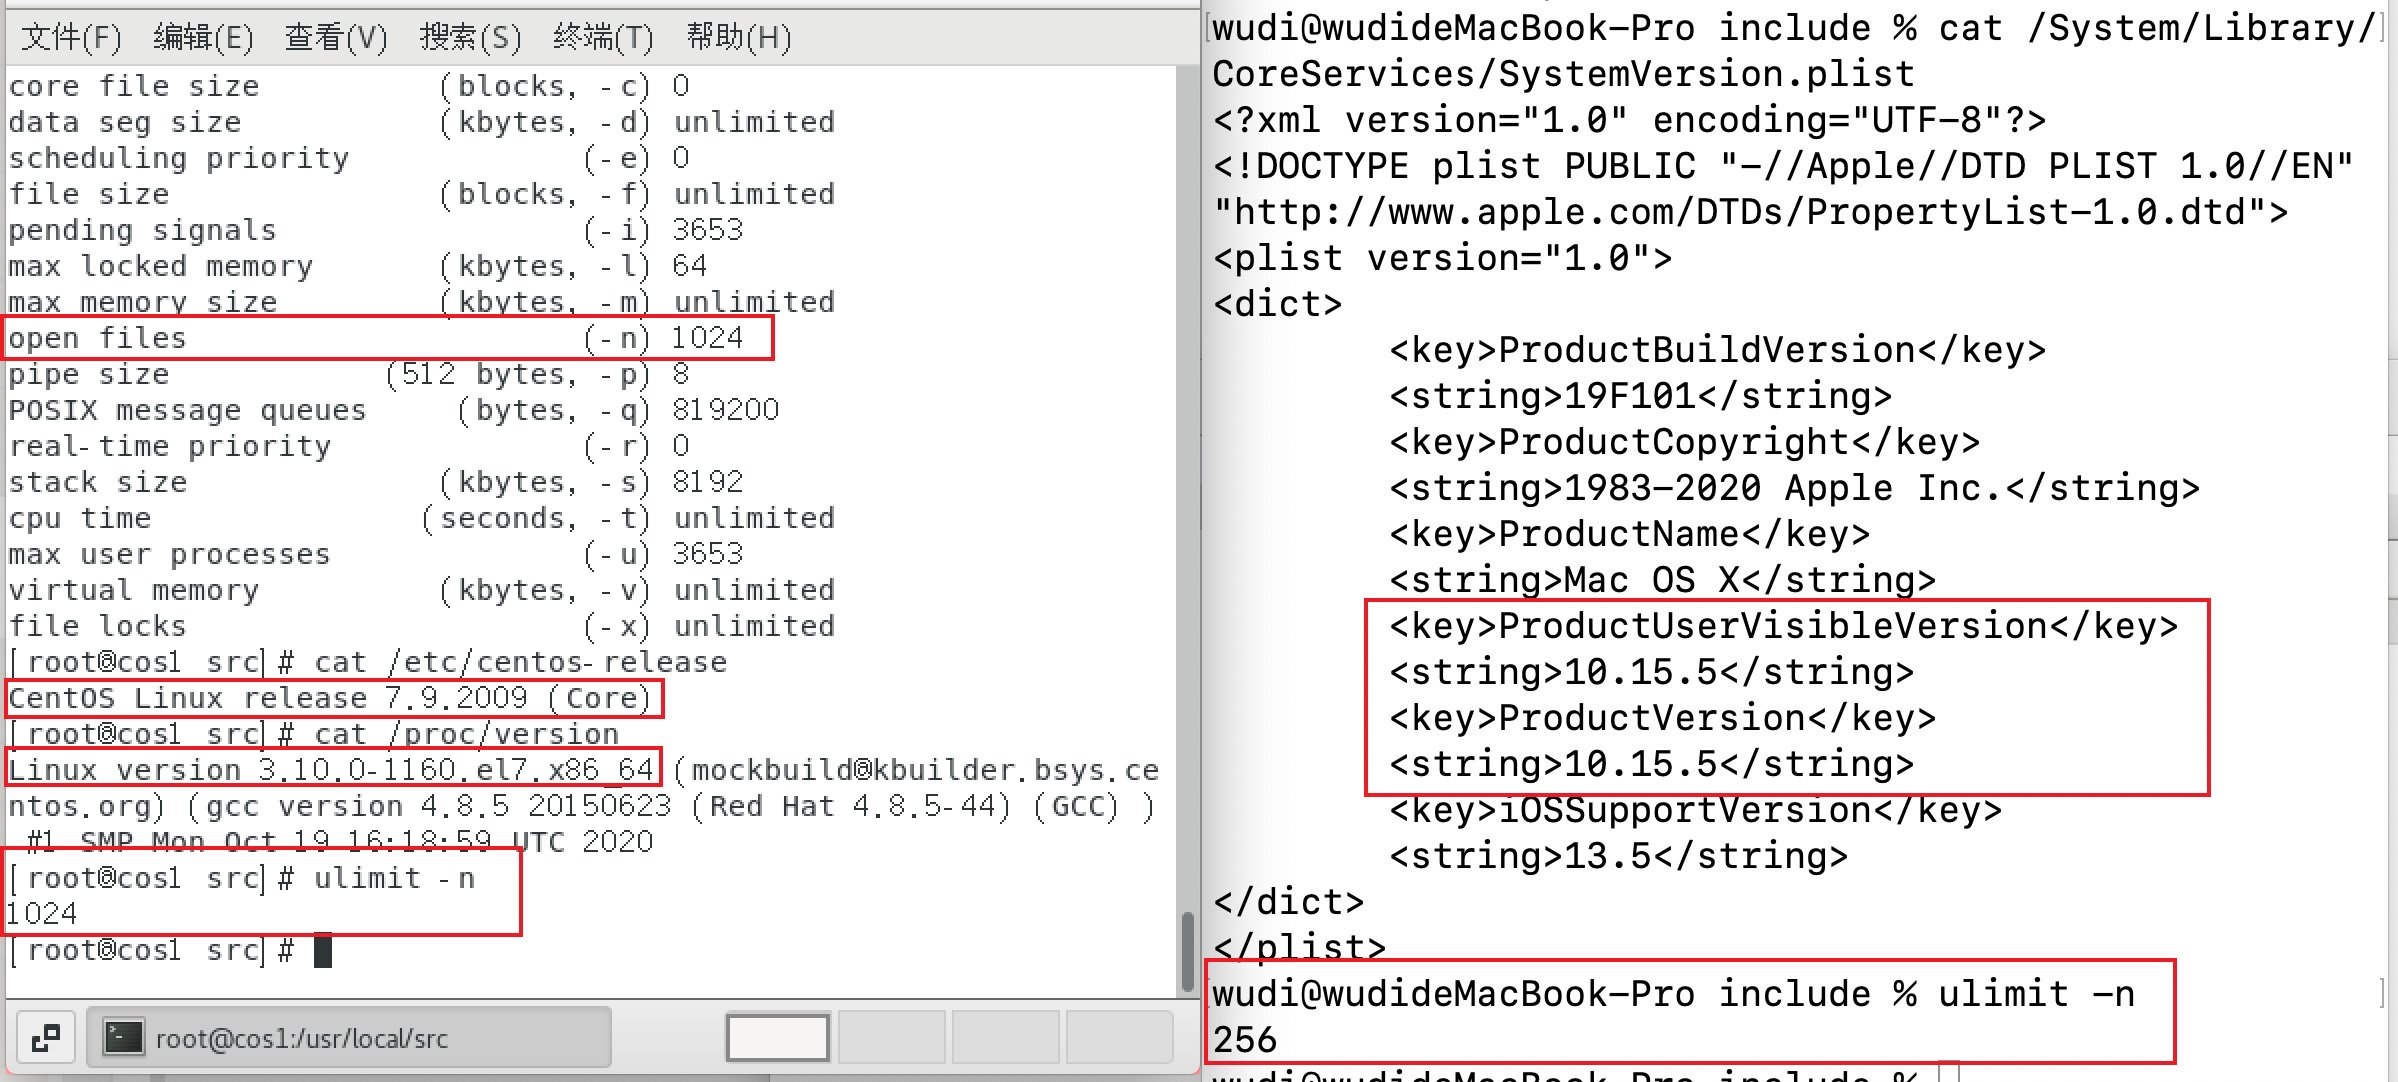 文件(F) 编辑(E) 查看(V) 搜索(S) 终端(T) 帮助(H)
core file size (blocks, -c) 0
data seg size (kbytes, -d) unlimited
scheduling priority (-e) 0
file size (blocks, -f) unlimited
pending signals (-i) 3653
max locked memory (kbytes, -l) 64
max memory size (kbytes, -m) unlimited
open files (-n) 1024
pipe size (512 bytes, -p) 8
POSIX message queues (bytes, -q) 819200
real-time priority (-r) 0
stack size (kbytes, -s) 8192
cpu time (seconds, -t) unlimited
max user processes (-u) 3653
virtual memory (kbytes, -v) unlimited
file locks (-x) unlimited
[root@cos1 src]# cat /etc/centos-release
CentOS Linux release 7.9.2009 (Core)
[root@cos1 src]# cat /proc/version
Linux version 3.10.0-1160.el7.x86_64 (mockbuild@kbuilder.bsys.ce
ntos.org) (gcc version 4.8.5 20150623 (Red Hat 4.8.5-44) (GCC) )
#1 SMP Mon Oct 19 16:18:59 UTC 2020
[root@cos1 src]# ulimit -n
1024
[root@cos1 src]#
root@cos1:/usr/local/src
[wudi@wudideMacBook-Pro include % cat /System/Library/]
CoreServices/SystemVersion.plist
<?xml version="1.0" encoding="UTF-8"?>
<!DOCTYPE plist PUBLIC "-//Apple//DTD PLIST 1.0//EN"
"http://www.apple.com/DTDs/PropertyList-1.0.dtd">
<plist version="1.0">
<dict>
<key>ProductBuildVersion</key>
<string>19F101</string>
<key>ProductCopyright</key>
<string>1983-2020 Apple Inc.</string>
<key>ProductName</key>
<string>Mac OS X</string>
<key>ProductUserVisibleVersion</key>
<string>10.15.5</string>
<key>ProductVersion</key>
<string>10.15.5</string>
<key>iOSSupportVersion</key>
<string>13.5</string>
</dict>
</plist>
[wudi@wudideMacBook-Pro include % ulimit -n ]
256
wudi@wudideMacBook-Pro include %